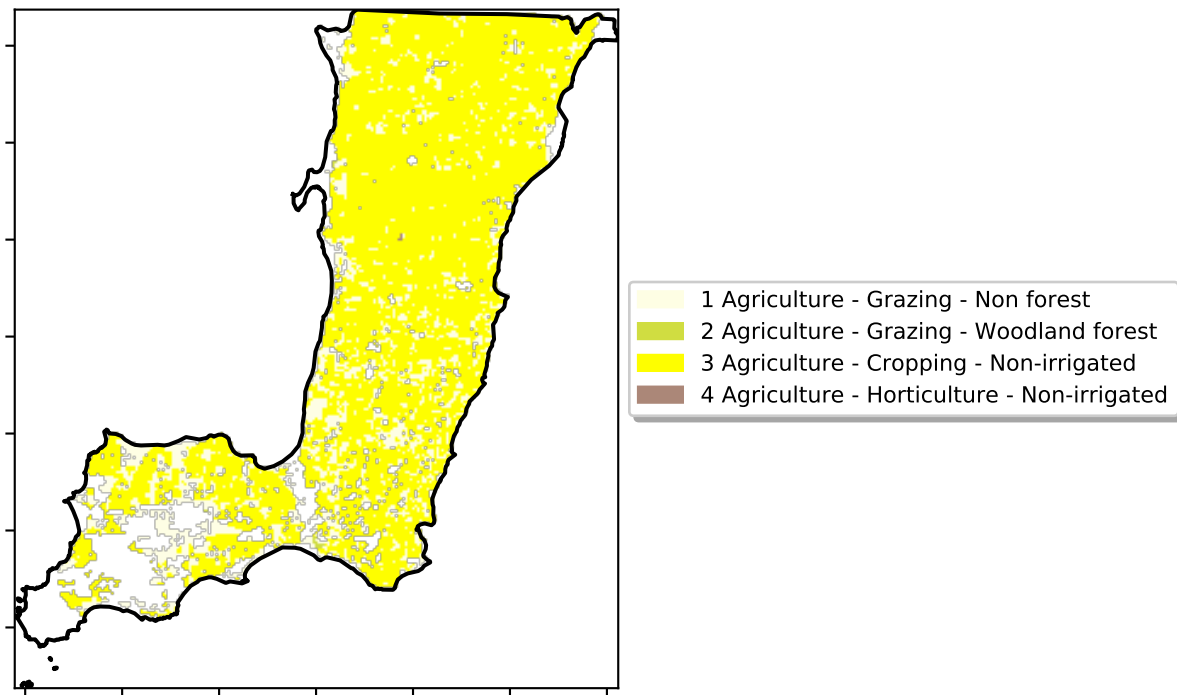 1 Agriculture - Grazing - Non forest
2 Agriculture - Grazing - Woodland forest
3 Agriculture - Cropping - Non-irrigated
4 Agriculture - Horticulture - Non-irrigated